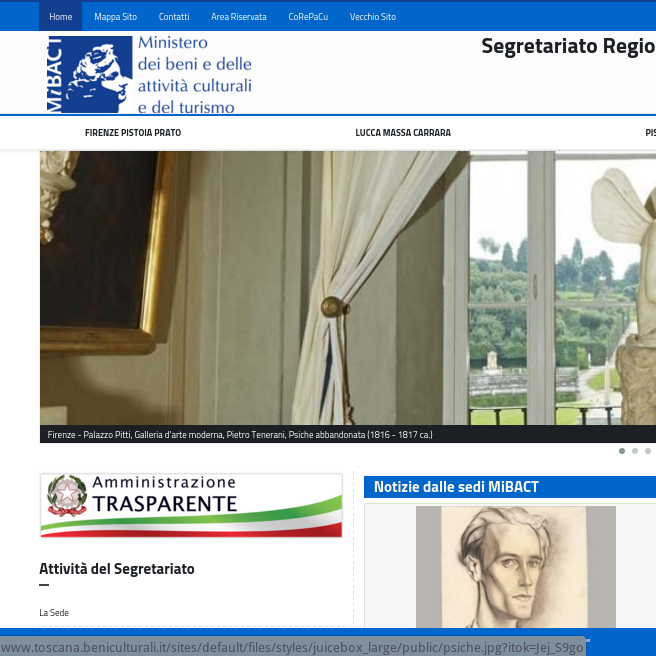 Home Mappa Sito Contatti Area Riservata CoRePaCu Vecchio Sito
MiBACT
Ministero
dei beni e delle
attività culturali
e del turismo
Segretariato Regio
FIRENZE PISTOIA PRATO LUCCA MASSA CARRARA PIS
Firenze - Palazzo Pitti, Galleria d'arte moderna, Pietro Tenerani, Psiche abbandonata (1816 - 1817 ca.)
Amministrazione
TRASPARENTE
Notizie dalle sedi MiBACT
Attività del Segretariato
La Sede
www.toscana.beniculturali.it/sites/default/files/styles/juicebox_large/public/psiche.jpg?itok=Jej_S9go